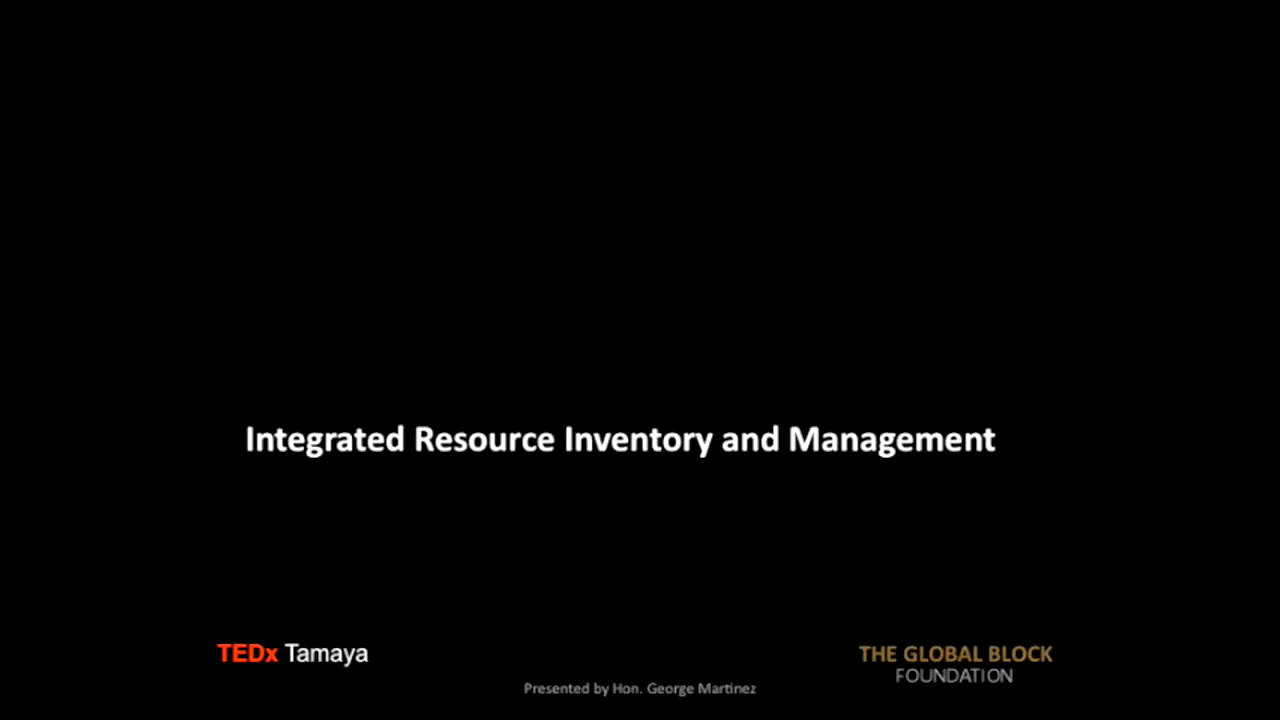 Integrated Resource Inventory and Management
TEDx Tamaya
THE GLOBAL BLOCK
FOUNDATION
Presented by Hon. George Martinez